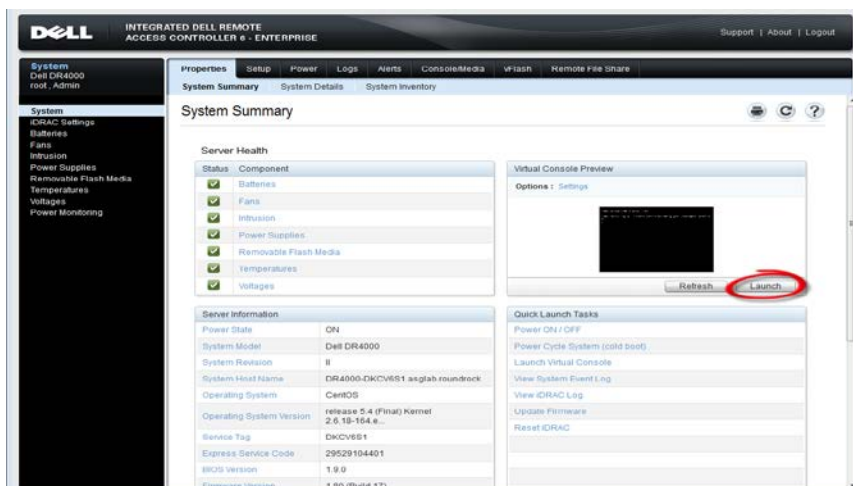 DELL
INTEGRATED DELL REMOTE
ACCESS CONTROLLER 6 - ENTERPRISE
Support | About | Logout
System
Dell DR4000
root , Admin
System
iDRAC Settings
Batteries
Fans
Intrusion
Power Supplies
Removable Flash Media
Temperatures
Voltages
Power Monitoring
Properties Setup Power Logs Alerts Console/Media vFlash Remote File Share
System Summary System Details System Inventory
System Summary
Server Health
Status Component
Batteries
Fans
Intrusion
Power Supplies
Removable Flash Media
Temperatures
Voltages
Virtual Console Preview
Options : Settings
Refresh Launch
Server Information
Power State ON
System Model Dell DR4000
System Revision II
System Host Name DR4000-DKCV6S1.asglab.roundrock
Operating System CentOS
Operating System Version release 5.4 (Final) Kernel
2.6.18-164.e...
Service Tag DKCV6S1
Express Service Code 29529104401
BIOS Version 1.9.0
Firmware Version 1.80 (Build 17)
Quick Launch Tasks
Power ON / OFF
Power Cycle System (cold boot)
Launch Virtual Console
View System Event Log
View iDRAC Log
Update Firmware
Reset iDRAC